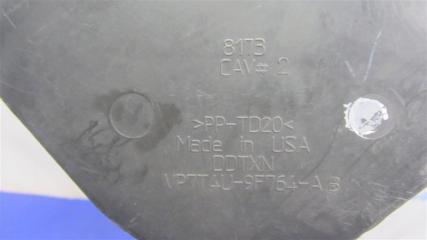 8173
CAV# 2
>PP-TD20<
Made in USA
DDTXN
VP7T4U-9F764-AB